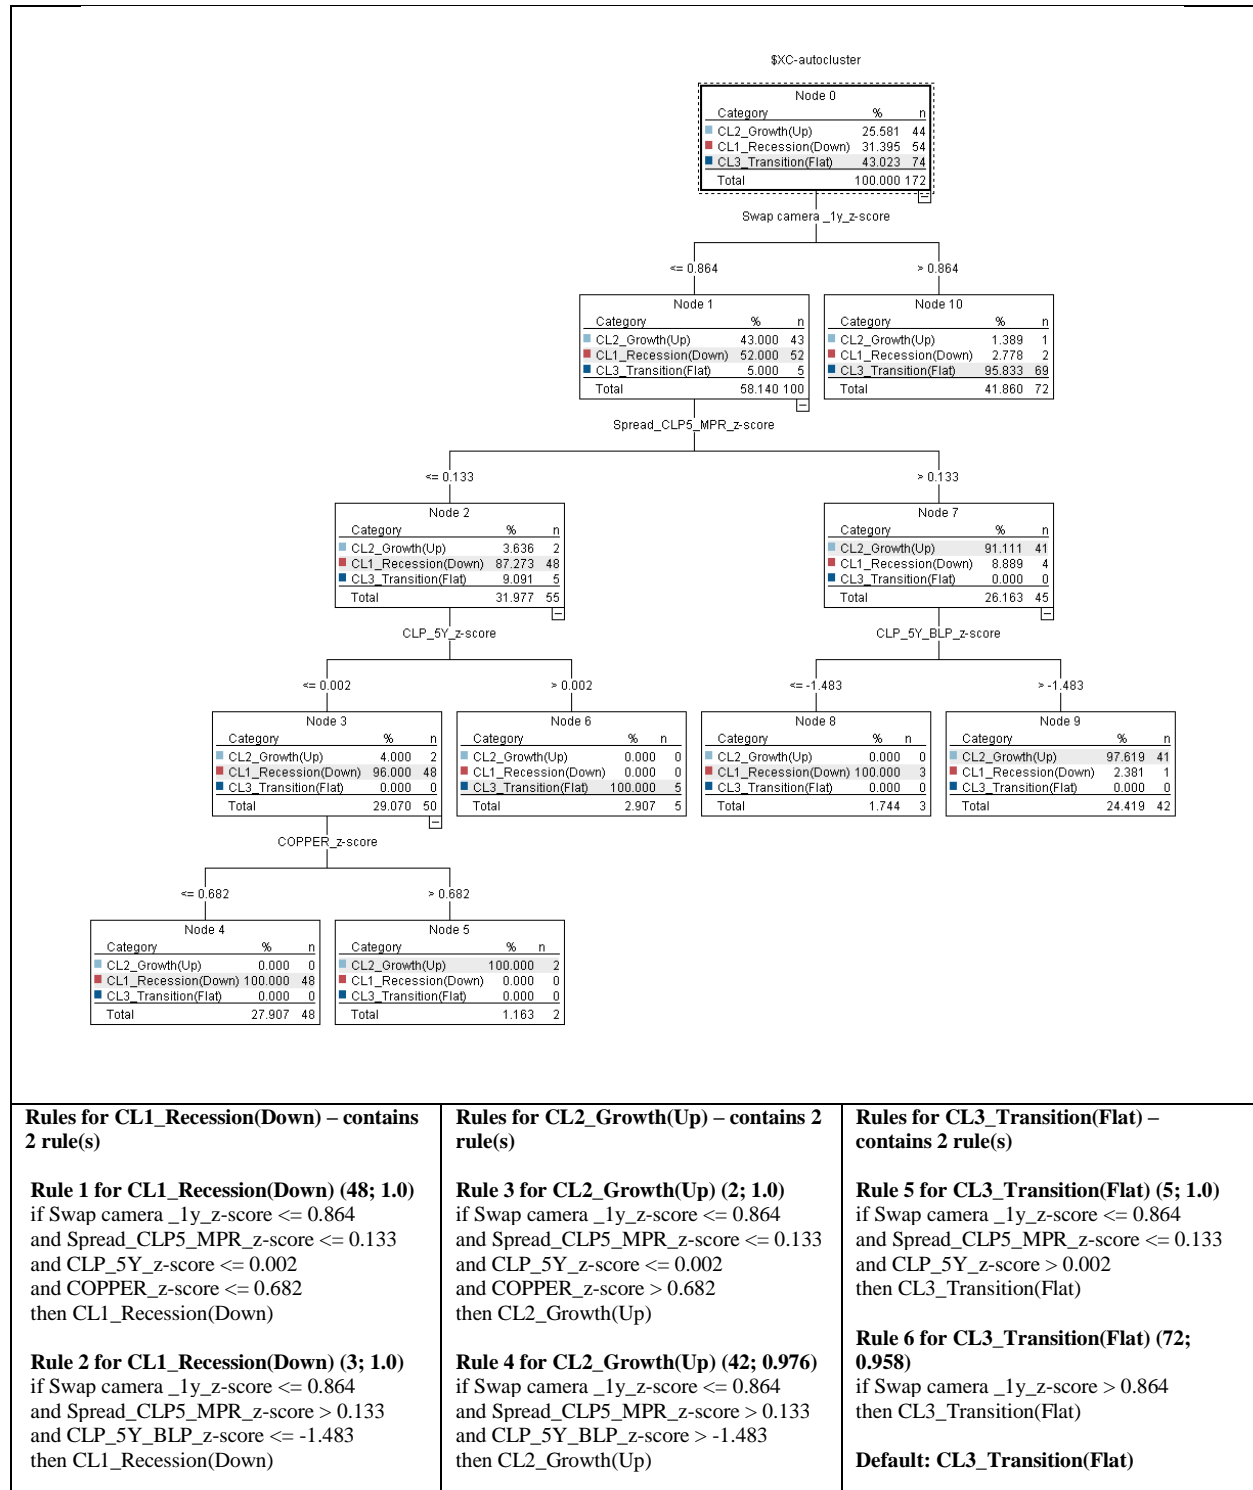 $XC-autocluster
Node 0
Category % n
CL2_Growth(Up) 25.581 44
CL1_Recession(Down) 31.395 54
CL3_Transition(Flat) 43.023 74
Total 100.000 172
Swap camera _1y_z-score
<= 0.864 > 0.864
Node 1
Category % n
CL2_Growth(Up) 43.000 43
CL1_Recession(Down) 52.000 52
CL3_Transition(Flat) 5.000 5
Total 58.140 100
Node 10
Category % n
CL2_Growth(Up) 1.389 1
CL1_Recession(Down) 2.778 2
CL3_Transition(Flat) 95.833 69
Total 41.860 72
Spread_CLP5_MPR_z-score
<= 0.133 > 0.133
Node 2
Category % n
CL2_Growth(Up) 3.636 2
CL1_Recession(Down) 87.273 48
CL3_Transition(Flat) 9.091 5
Total 31.977 55
Node 7
Category % n
CL2_Growth(Up) 91.111 41
CL1_Recession(Down) 8.889 4
CL3_Transition(Flat) 0.000 0
Total 26.163 45
CLP_5Y_z-score
CLP_5Y_BLP_z-score
<= 0.002 > 0.002
<= -1.483 > -1.483
Node 3
Category % n
CL2_Growth(Up) 4.000 2
CL1_Recession(Down) 96.000 48
CL3_Transition(Flat) 0.000 0
Total 29.070 50
Node 6
Category % n
CL2_Growth(Up) 0.000 0
CL1_Recession(Down) 0.000 0
CL3_Transition(Flat) 100.000 5
Total 2.907 5
Node 8
Category % n
CL2_Growth(Up) 0.000 0
CL1_Recession(Down) 100.000 3
CL3_Transition(Flat) 0.000 0
Total 1.744 3
Node 9
Category % n
CL2_Growth(Up) 97.619 41
CL1_Recession(Down) 2.381 1
CL3_Transition(Flat) 0.000 0
Total 24.419 42
COPPER_z-score
<= 0.682 > 0.682
Node 4
Category % n
CL2_Growth(Up) 0.000 0
CL1_Recession(Down) 100.000 48
CL3_Transition(Flat) 0.000 0
Total 27.907 48
Node 5
Category % n
CL2_Growth(Up) 100.000 2
CL1_Recession(Down) 0.000 0
CL3_Transition(Flat) 0.000 0
Total 1.163 2
Rules for CL1_Recession(Down) – contains
2 rule(s)
Rule 1 for CL1_Recession(Down) (48; 1.0)
if Swap camera _1y_z-score <= 0.864
and Spread_CLP5_MPR_z-score <= 0.133
and CLP_5Y_z-score <= 0.002
and COPPER_z-score <= 0.682
then CL1_Recession(Down)
Rule 2 for CL1_Recession(Down) (3; 1.0)
if Swap camera _1y_z-score <= 0.864
and Spread_CLP5_MPR_z-score > 0.133
and CLP_5Y_BLP_z-score <= -1.483
then CL1_Recession(Down)
Rules for CL2_Growth(Up) – contains 2
rule(s)
Rule 3 for CL2_Growth(Up) (2; 1.0)
if Swap camera _1y_z-score <= 0.864
and Spread_CLP5_MPR_z-score <= 0.133
and CLP_5Y_z-score <= 0.002
and COPPER_z-score > 0.682
then CL2_Growth(Up)
Rule 4 for CL2_Growth(Up) (42; 0.976)
if Swap camera _1y_z-score <= 0.864
and Spread_CLP5_MPR_z-score > 0.133
and CLP_5Y_BLP_z-score > -1.483
then CL2_Growth(Up)
Rules for CL3_Transition(Flat) –
contains 2 rule(s)
Rule 5 for CL3_Transition(Flat) (5; 1.0)
if Swap camera _1y_z-score <= 0.864
and Spread_CLP5_MPR_z-score <= 0.133
and CLP_5Y_z-score > 0.002
then CL3_Transition(Flat)
Rule 6 for CL3_Transition(Flat) (72;
0.958)
if Swap camera _1y_z-score > 0.864
then CL3_Transition(Flat)
Default: CL3_Transition(Flat)